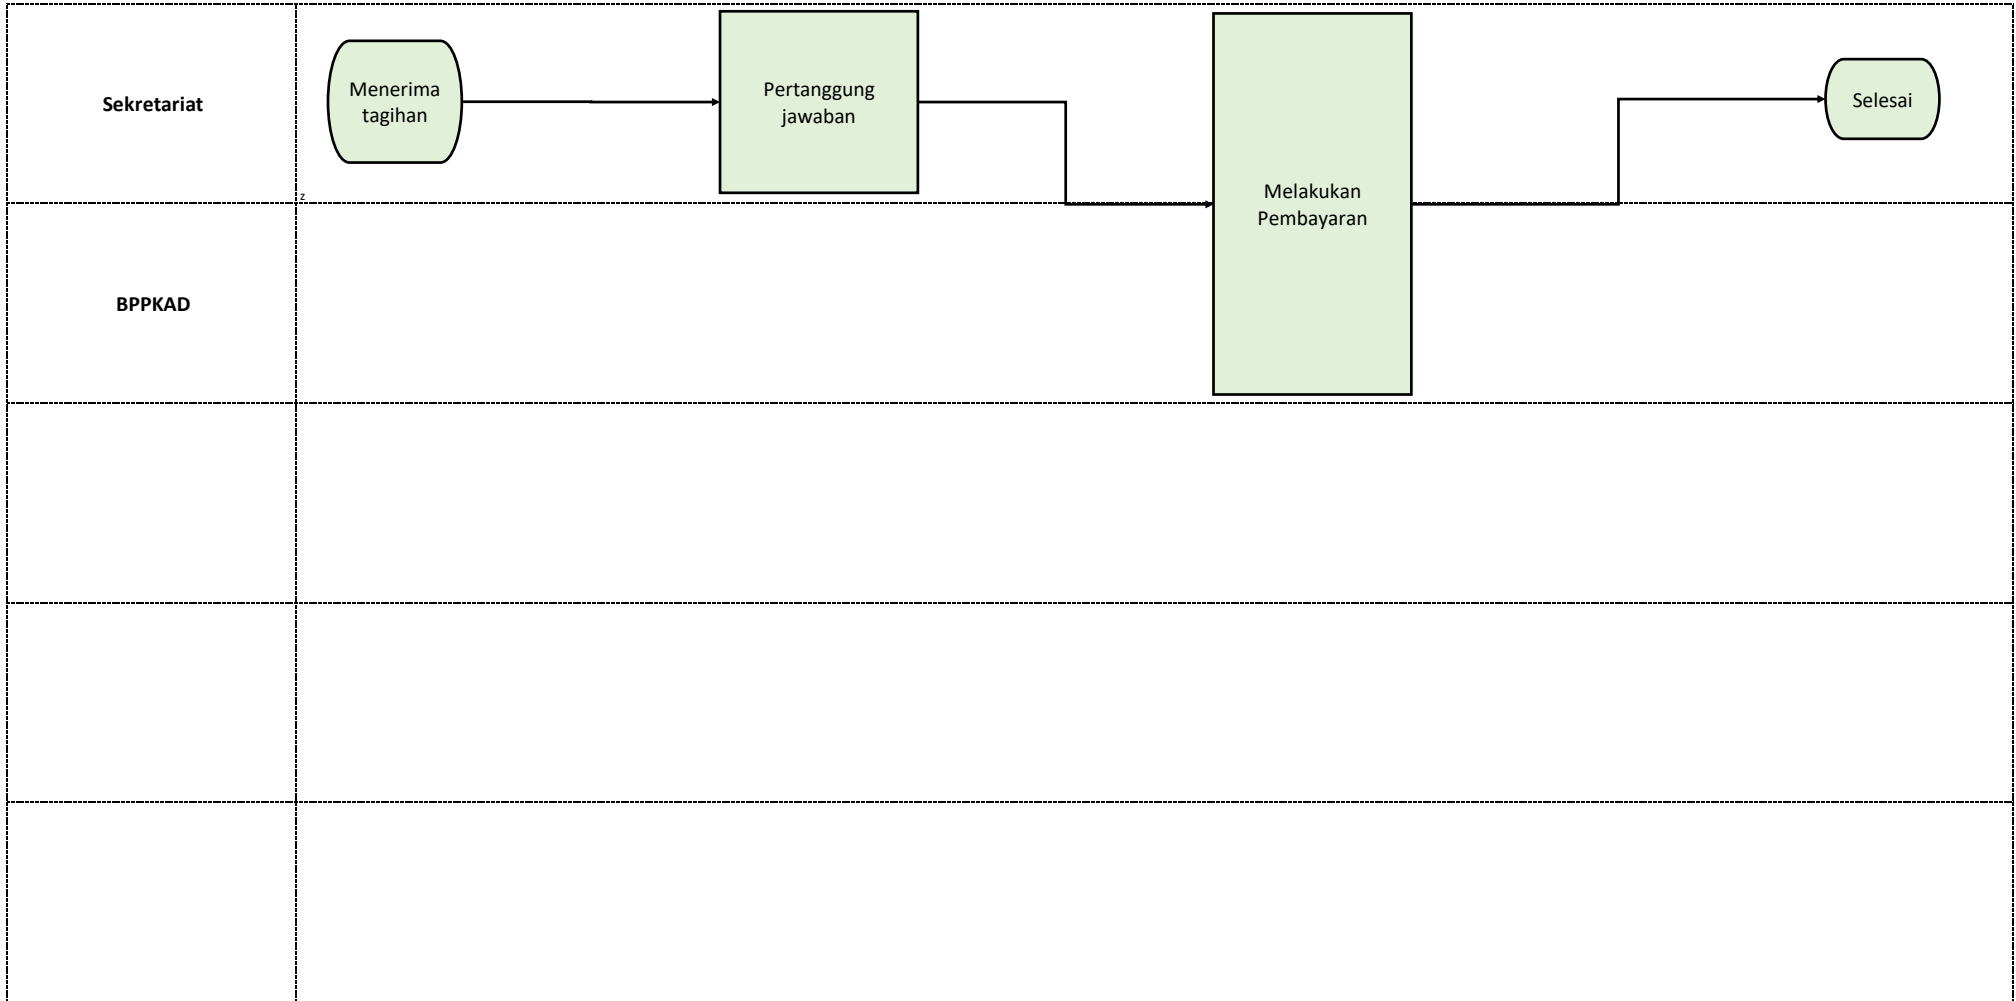 Sekretariat
Menerima
tagihan
Pertanggung
jawaban
Melakukan
Pembayaran
Selesai
z
BPPKAD